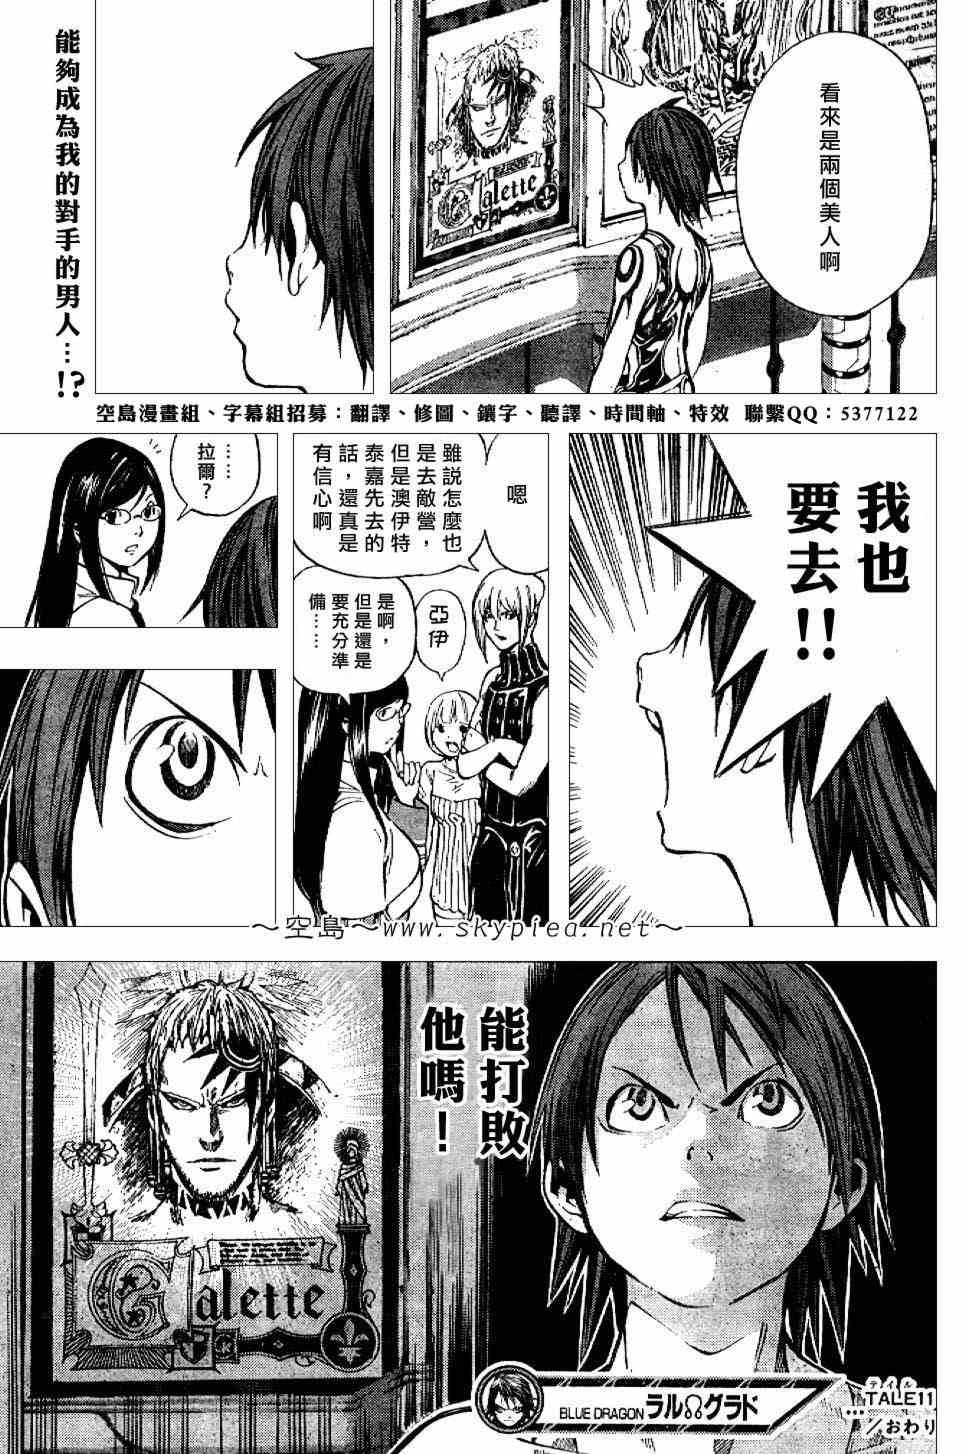 看來是兩個美人啊
Galette
能夠成為我的對手的男人…!?
空島漫畫組、字幕組招募：翻譯、修圖、鑲字、聽譯、時間軸、特效 聯繫QQ：5377122
我也
要去!!
嗯
雖說怎麼也
是去敵營，
但是澳伊特
泰嘉先去的
話，還真是
有信心啊
亞伊
是啊，
但是還是
要充分準
備……
……
拉爾？
～空島～www.skypiea.net～
能打敗
他嗎！
Galette
BLUE DRAGON ラルΩグラド
テイル
TALE11
…／おわり